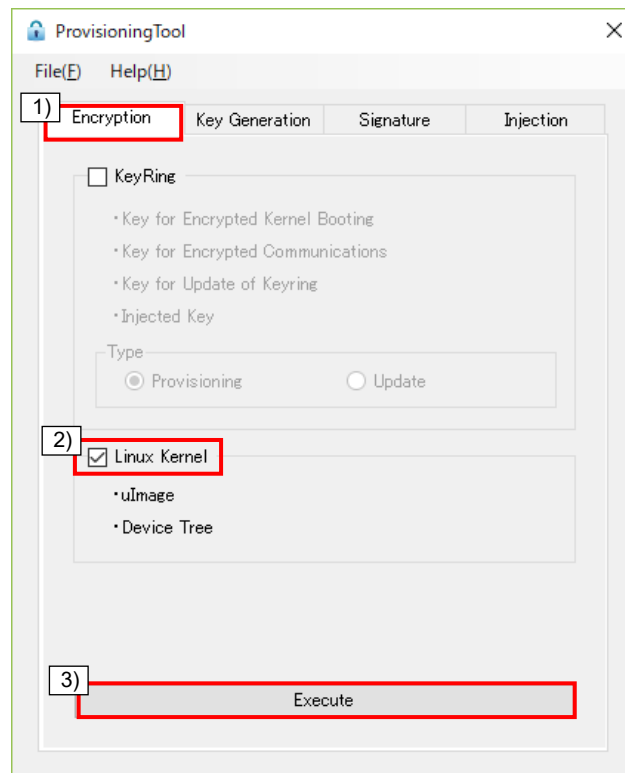 ProvisioningTool
File(F) Help(H)
1)
Encryption Key Generation Signature Injection
KeyRing
・Key for Encrypted Kernel Booting
・Key for Encrypted Communications
・Key for Update of Keyring
・Injected Key
Type
Provisioning Update
2)
Linux Kernel
・uImage
・Device Tree
3)
Execute